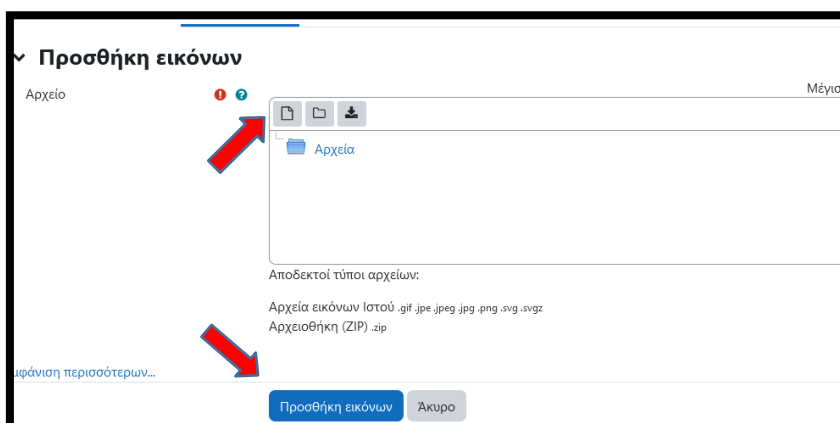 Προσθήκη εικόνων
Αρχείο
Μέγισ
Αρχεία
Αποδεκτοί τύποι αρχείων:
Αρχεία εικόνων Ιστού .gif .jpe .jpeg .jpg .png .svg .svgz
Αρχειοθήκη (ZIP) .zip
μφάνιση περισσότερων...
Προσθήκη εικόνων Άκυρο